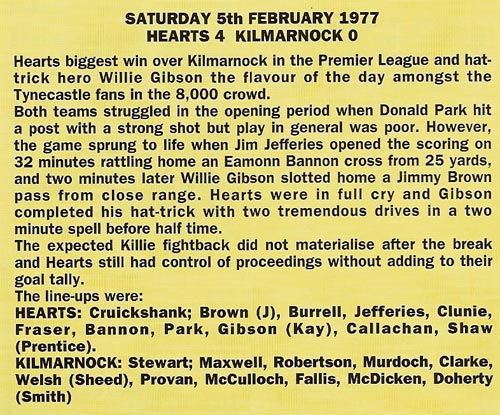 SATURDAY 5th FEBRUARY 1977
HEARTS 4 KILMARNOCK 0
Hearts biggest win over Kilmarnock in the Premier League and hat-
trick hero Willie Gibson the flavour of the day amongst the
Tynecastle fans in the 8,000 crowd.
Both teams struggled in the opening period when Donald Park hit
a post with a strong shot but play in general was poor. However,
the game sprung to life when Jim Jefferies opened the scoring on
32 minutes rattling home an Eamonn Bannon cross from 25 yards,
and two minutes later Willie Gibson slotted home a Jimmy Brown
pass from close range. Hearts were in full cry and Gibson
completed his hat-trick with two tremendous drives in a two
minute spell before half time.
The expected Killie fightback did not materialise after the break
and Hearts still had control of proceedings without adding to their
goal tally.
The line-ups were:
HEARTS: Cruickshank; Brown (J), Burrell, Jefferies, Clunie,
Fraser, Bannon, Park, Gibson (Kay), Callachan, Shaw
(Prentice).
KILMARNOCK: Stewart; Maxwell, Robertson, Murdoch, Clarke,
Welsh (Sheed), Provan, McCulloch, Fallis, McDicken, Doherty
(Smith)